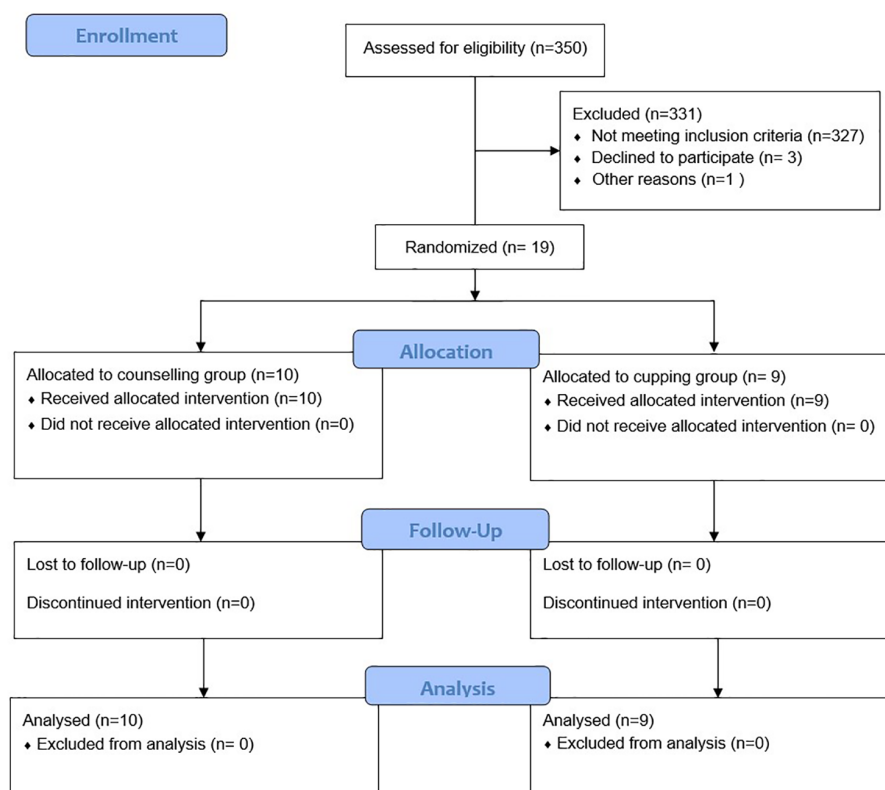 Enrollment
Assessed for eligibility (n=350)
Excluded (n=331)
♦ Not meeting inclusion criteria (n=327)
♦ Declined to participate (n= 3)
♦ Other reasons (n=1 )
Randomized (n= 19)
Allocation
Allocated to counselling group (n=10)
♦ Received allocated intervention (n=10)
♦ Did not receive allocated intervention (n=0)
Allocated to cupping group (n= 9)
♦ Received allocated intervention (n=9)
♦ Did not receive allocated intervention (n= 0)
Follow-Up
Lost to follow-up (n=0)
Discontinued intervention (n=0)
Lost to follow-up (n= 0)
Discontinued intervention (n=0)
Analysis
Analysed (n=10)
♦ Excluded from analysis (n= 0)
Analysed (n=9)
♦ Excluded from analysis (n=0)